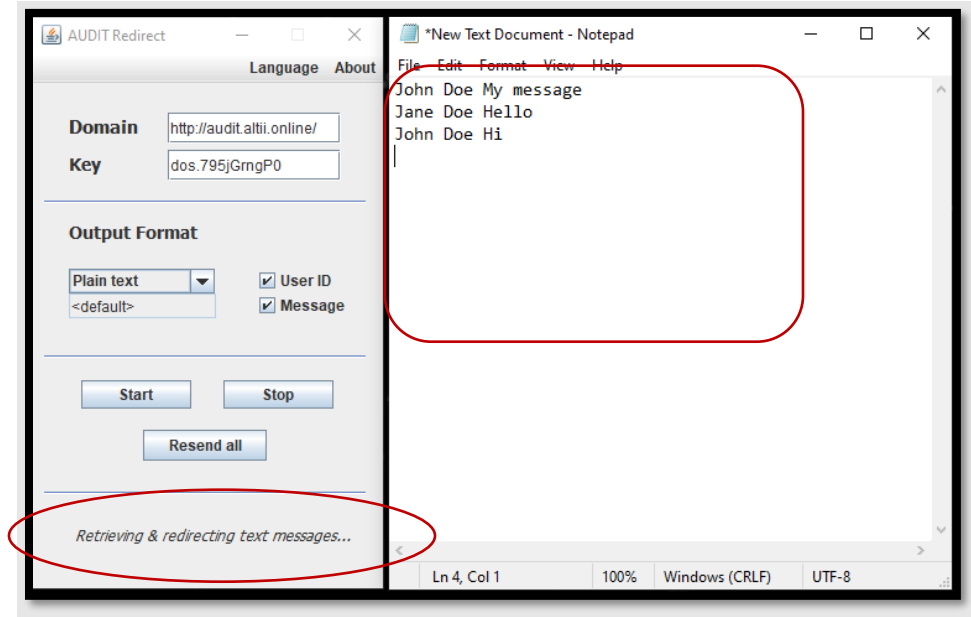 AUDIT Redirect
Language About
Domain http://audit.altii.online/
Key dos.795jGrngP0
Output Format
Plain text
<default>
User ID
Message
Start Stop
Resend all
Retrieving & redirecting text messages...
*New Text Document - Notepad
File Edit Format View Help
John Doe My message
Jane Doe Hello
John Doe Hi
Ln 4, Col 1 100% Windows (CRLF) UTF-8